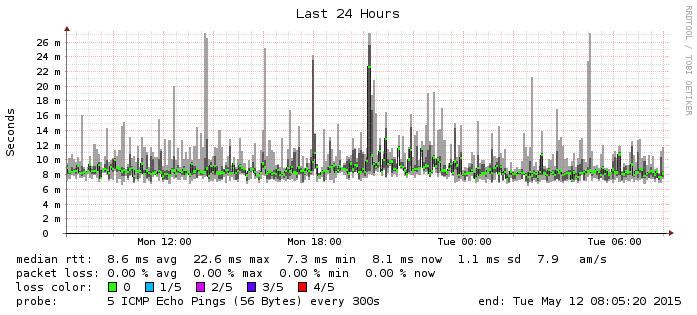 Last 24 Hours
RRDTOOL / TOBI OETIKER
Seconds
26 m
24 m
22 m
20 m
18 m
16 m
14 m
12 m
10 m
8 m
6 m
4 m
2 m
0
Mon 12:00 Mon 18:00 Tue 00:00 Tue 06:00
median rtt: 8.6 ms avg 22.6 ms max 7.3 ms min 8.1 ms now 1.1 ms sd 7.9 am/s
packet loss: 0.00 % avg 0.00 % max 0.00 % min 0.00 % now
loss color: 0 1/5 2/5 3/5 4/5
probe: 5 ICMP Echo Pings (56 Bytes) every 300s end: Tue May 12 08:05:20 2015